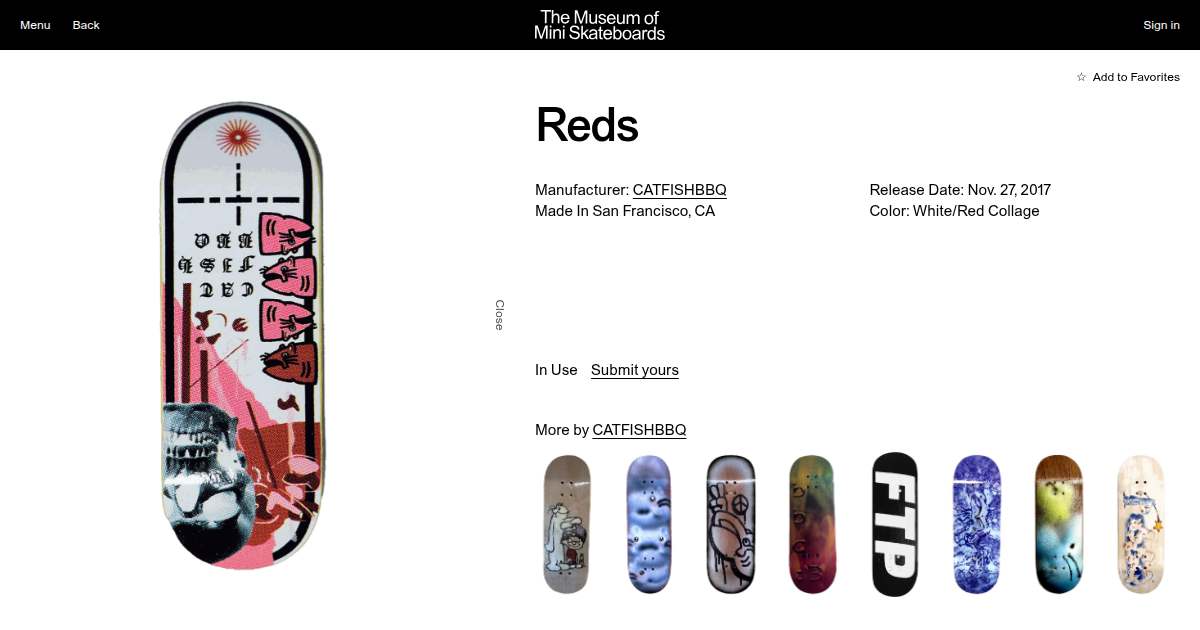 Menu
Back
The Museum of
Mini Skateboards
Sign in
☆ Add to Favorites
Reds
Manufacturer: CATFISHBBQ
Made In San Francisco, CA
Release Date: Nov. 27, 2017
Color: White/Red Collage
Close
In Use
Submit yours
More by CATFISHBBQ
FTP